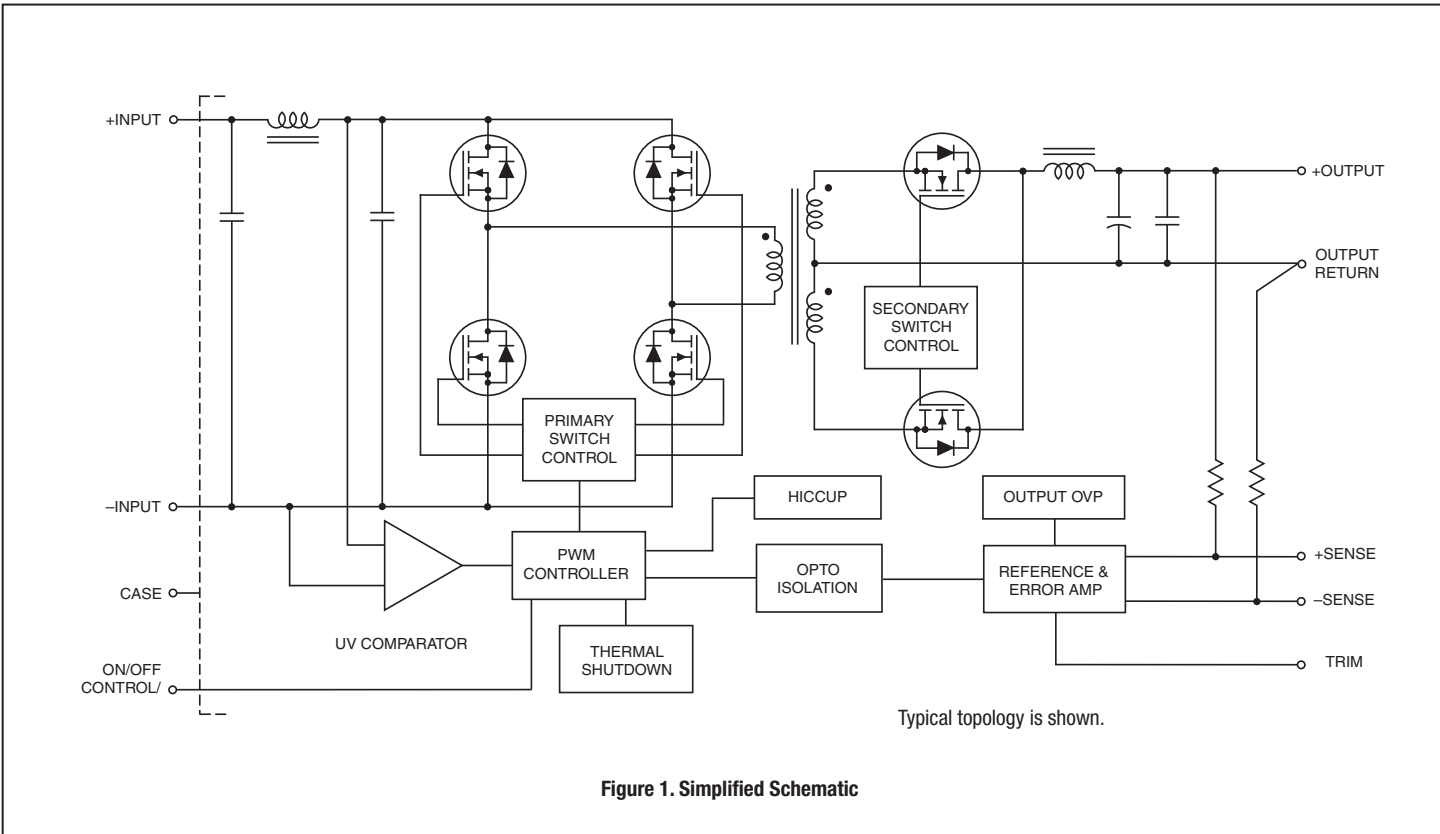 +INPUT
+OUTPUT
OUTPUT
RETURN
SECONDARY
SWITCH
CONTROL
PRIMARY
SWITCH
CONTROL
–INPUT
HICCUP
OUTPUT OVP
PWM
CONTROLLER
OPTO
ISOLATION
REFERENCE &
ERROR AMP
+SENSE
–SENSE
CASE
UV COMPARATOR
THERMAL
SHUTDOWN
ON/OFF
CONTROL/
TRIM
Typical topology is shown.
Figure 1. Simplified Schematic